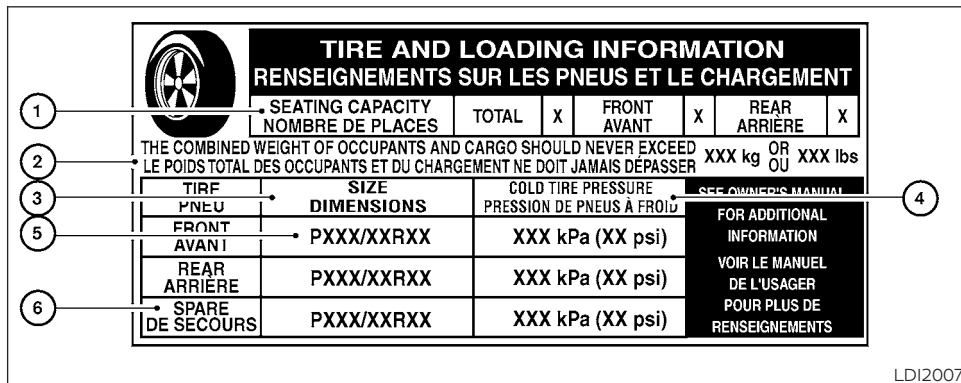 TIRE AND LOADING INFORMATION
RENSEIGNEMENTS SUR LES PNEUS ET LE CHARGEMENT
1
SEATING CAPACITY
NOMBRE DE PLACES
TOTAL
X
FRONT
AVANT
X
REAR
ARRIÈRE
X
2
THE COMBINED WEIGHT OF OCCUPANTS AND CARGO SHOULD NEVER EXCEED
LE POIDS TOTAL DES OCCUPANTS ET DU CHARGEMENT NE DOIT JAMAIS DÉPASSER
XXX kg OR
OU XXX lbs
3
TIRE
PNEU
SIZE
DIMENSIONS
COLD TIRE PRESSURE
PRESSION DE PNEUS À FROID
4
5
FRONT
AVANT
PXXX/XXRXX
XXX kPa (XX psi)
REAR
ARRIÈRE
PXXX/XXRXX
XXX kPa (XX psi)
6
SPARE
DE SECOURS
PXXX/XXRXX
XXX kPa (XX psi)
SEE OWNER'S MANUAL
FOR ADDITIONAL
INFORMATION
VOIR LE MANUEL
DE L'USAGER
POUR PLUS DE
RENSEIGNEMENTS
LDI2007